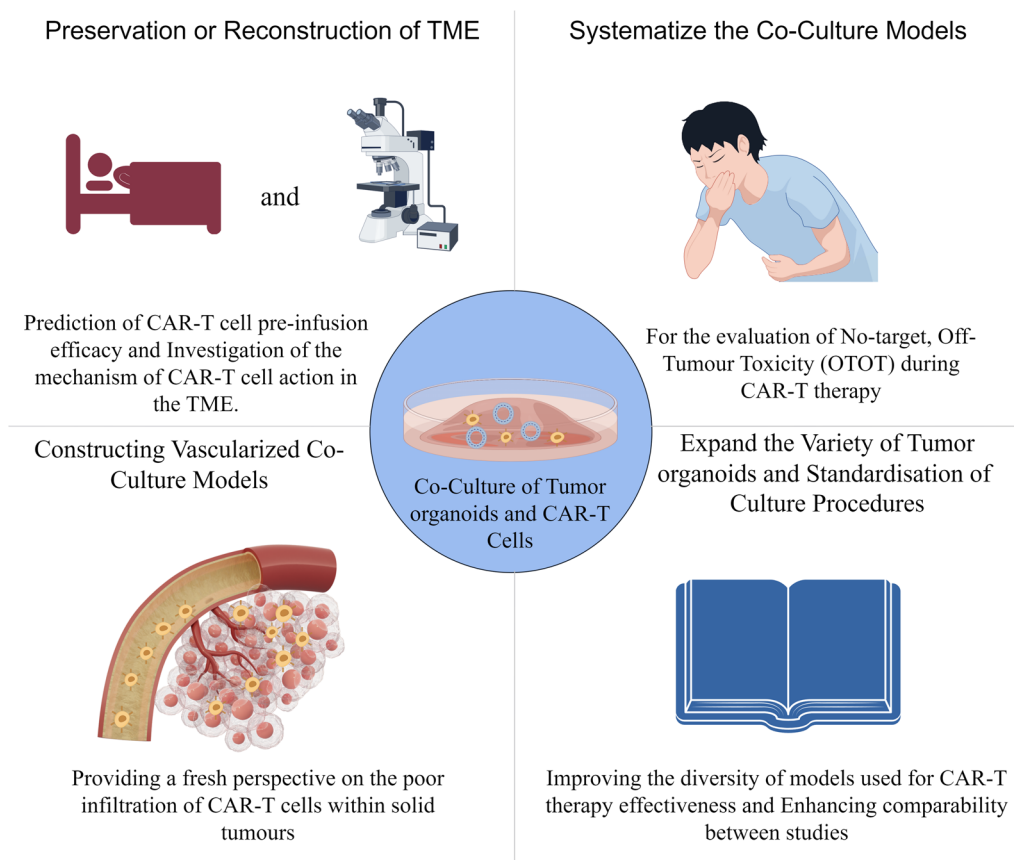 Preservation or Reconstruction of TME
and
Prediction of CAR-T cell pre-infusion
efficacy and Investigation of the
mechanism of CAR-T cell action in
the TME.
Systematize the Co-Culture Models
For the evaluation of No-target, Off-
Tumour Toxicity (OTOT) during
CAR-T therapy
Co-Culture of Tumor
organoids and CAR-T
Cells
Constructing Vascularized Co-
Culture Models
Providing a fresh perspective on the poor
infiltration of CAR-T cells within solid
tumours
Expand the Variety of Tumor
organoids and Standardisation of
Culture Procedures
Improving the diversity of models used for CAR-T
therapy effectiveness and Enhancing comparability
between studies